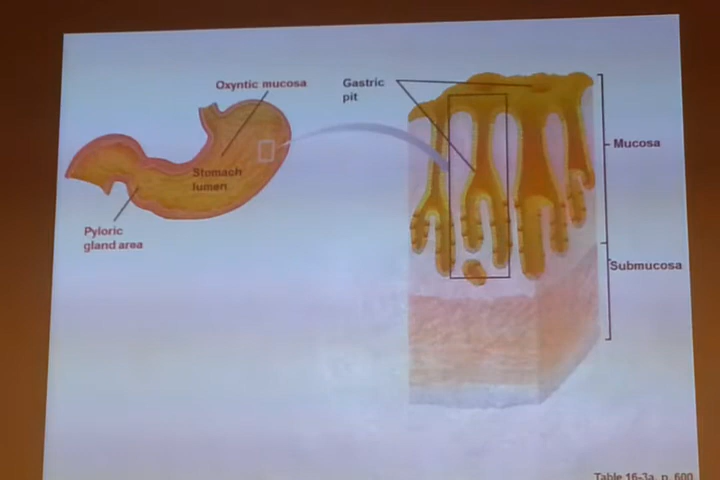 Oxyntic mucosa
Gastric
pit
Mucosa
Stomach
lumen
Pyloric
gland area
Submucosa
Table 16-3a, p. 600